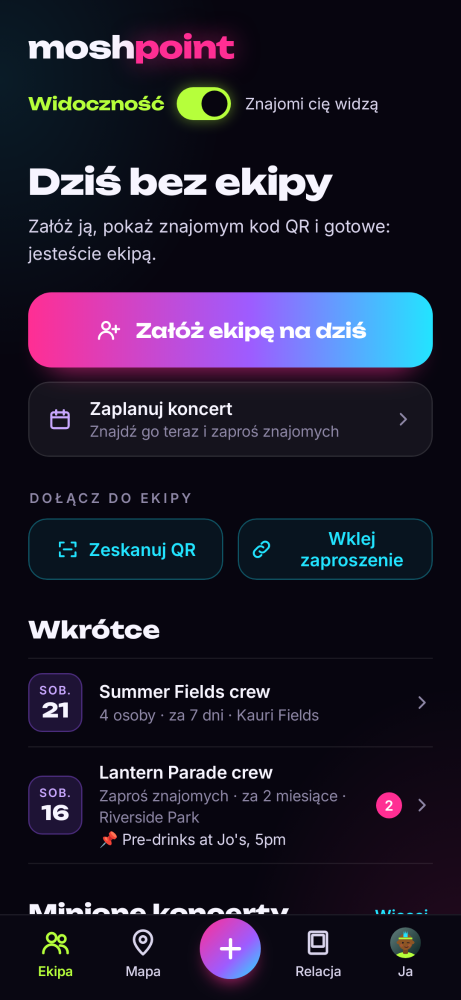 moshpoint
Widoczność Znajomi cię widzą
Dziś bez ekipy
Załóż ją, pokaż znajomym kod QR i gotowe:
jesteście ekipą.
Załóż ekipę na dziś
Zaplanuj koncert
Znajdź go teraz i zaproś znajomych
DOŁĄCZ DO EKIPY
Zeskanuj QR
Wklej
zaproszenie
Wkrótce
SOB.
21
Summer Fields crew
4 osoby · za 7 dni · Kauri Fields
SOB.
16
Lantern Parade crew
Zaproś znajomych · za 2 miesiące ·
Riverside Park
📌 Pre-drinks at Jo's, 5pm
2
Minione koncerty
Więcej
Ekipa
Mapa
Relacja
Ja